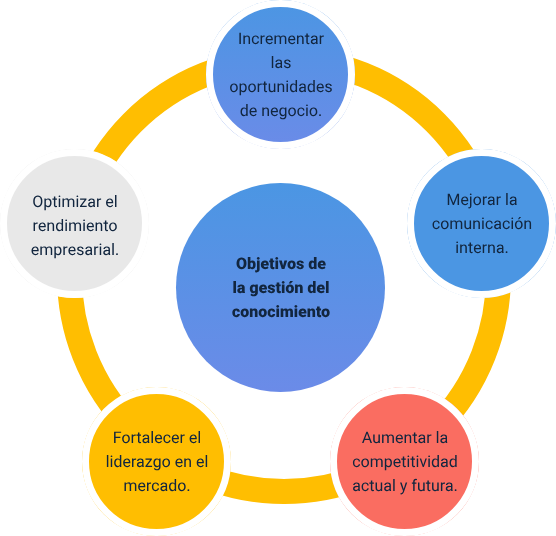 Incrementar
las
oportunidades
de negocio.
Mejorar la
comunicación
interna.
Aumentar la
competitividad
actual y futura.
Fortalecer el
liderazgo en el
mercado.
Optimizar el
rendimiento
empresarial.
Objetivos de
la gestión del
conocimiento